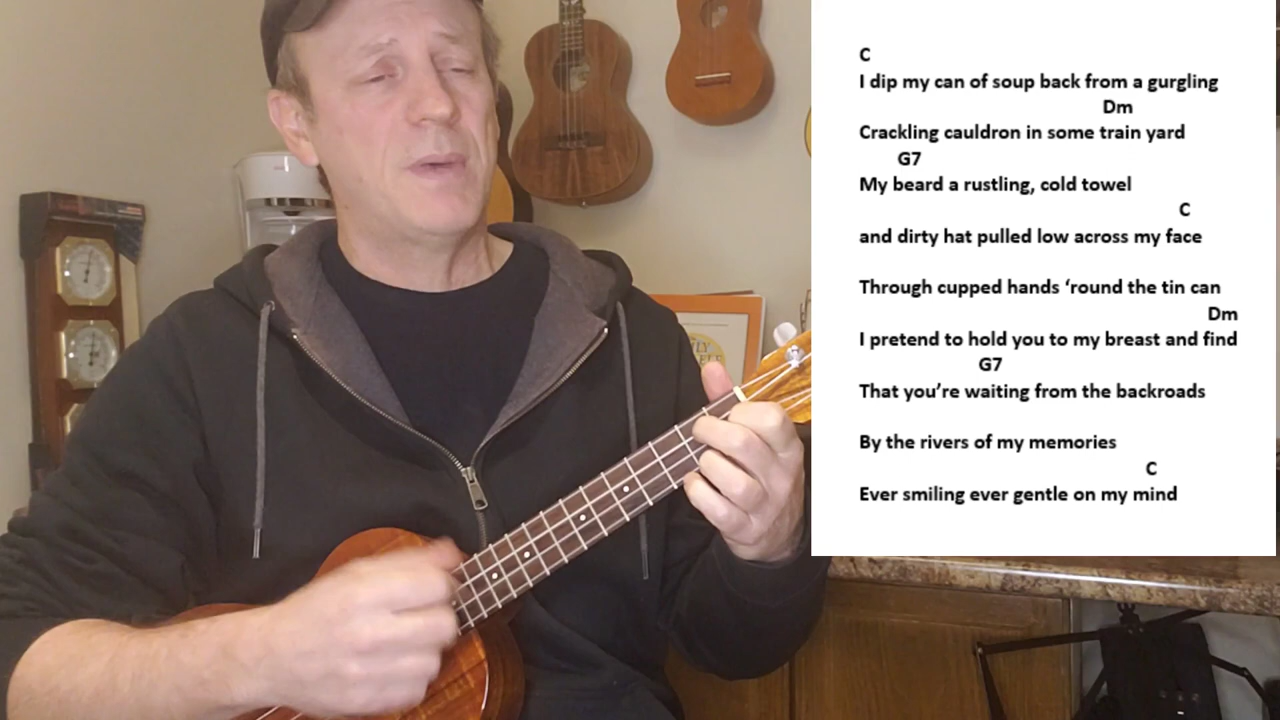 C
I dip my can of soup back from a gurgling
Dm
Crackling cauldron in some train yard
G7
My beard a rustling, cold towel
C
and dirty hat pulled low across my face
Through cupped hands ‘round the tin can
Dm
I pretend to hold you to my breast and find
G7
That you’re waiting from the backroads
By the rivers of my memories
C
Ever smiling ever gentle on my mind